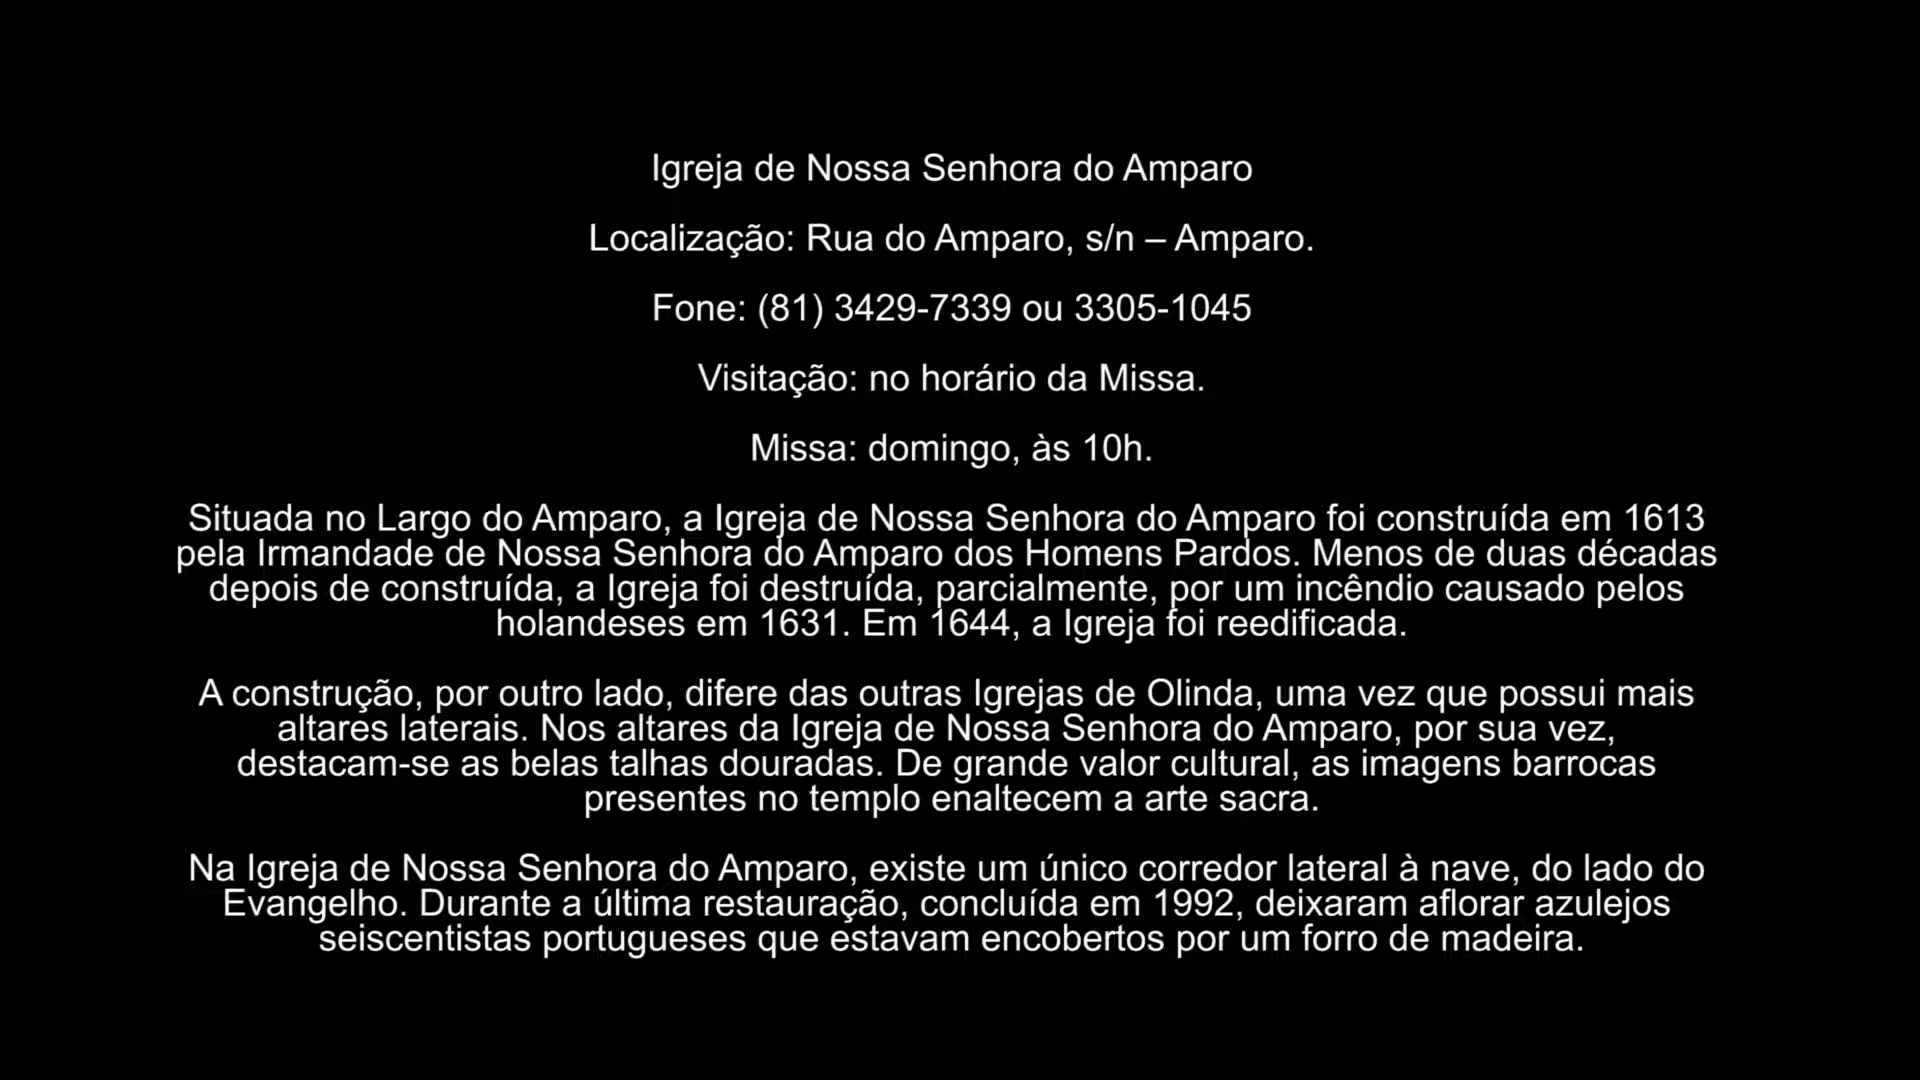 Igreja de Nossa Senhora do Amparo
Localização: Rua do Amparo, s/n – Amparo.
Fone: (81) 3429-7339 ou 3305-1045
Visitação: no horário da Missa.
Missa: domingo, às 10h.
Situada no Largo do Amparo, a Igreja de Nossa Senhora do Amparo foi construída em 1613
pela Irmandade de Nossa Senhora do Amparo dos Homens Pardos. Menos de duas décadas
depois de construída, a Igreja foi destruída, parcialmente, por um incêndio causado pelos
holandeses em 1631. Em 1644, a Igreja foi reedificada.
A construção, por outro lado, difere das outras Igrejas de Olinda, uma vez que possui mais
altares laterais. Nos altares da Igreja de Nossa Senhora do Amparo, por sua vez,
destacam-se as belas talhas douradas. De grande valor cultural, as imagens barrocas
presentes no templo enaltecem a arte sacra.
Na Igreja de Nossa Senhora do Amparo, existe um único corredor lateral à nave, do lado do
Evangelho. Durante a última restauração, concluída em 1992, deixaram aflorar azulejos
seiscentistas portugueses que estavam encobertos por um forro de madeira.